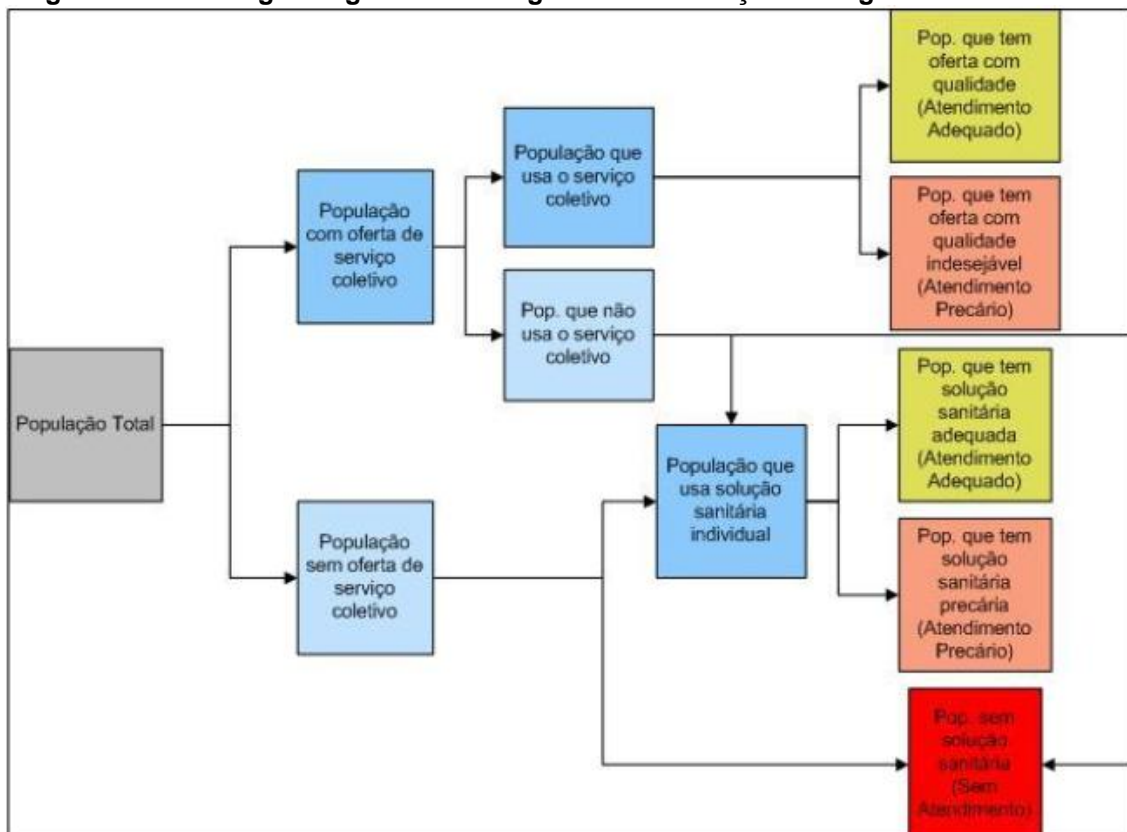 Pop. que tem
oferta com
qualidade
(Atendimento
Adequado)
População que
usa o serviço
coletivo
População
com oferta de
serviço
coletivo
Pop. que tem
oferta com
qualidade
indesejável
(Atendimento
Precário)
Pop. que não
usa o serviço
coletivo
População Total
Pop. que tem
solução
sanitária
adequada
(Atendimento
Adequado)
População que
usa solução
sanitária
individual
População
sem oferta de
serviço
coletivo
Pop. que tem
solução
sanitária
precária
(Atendimento
Precário)
Pop. sem
solução
sanitária
(Sem
Atendimento)